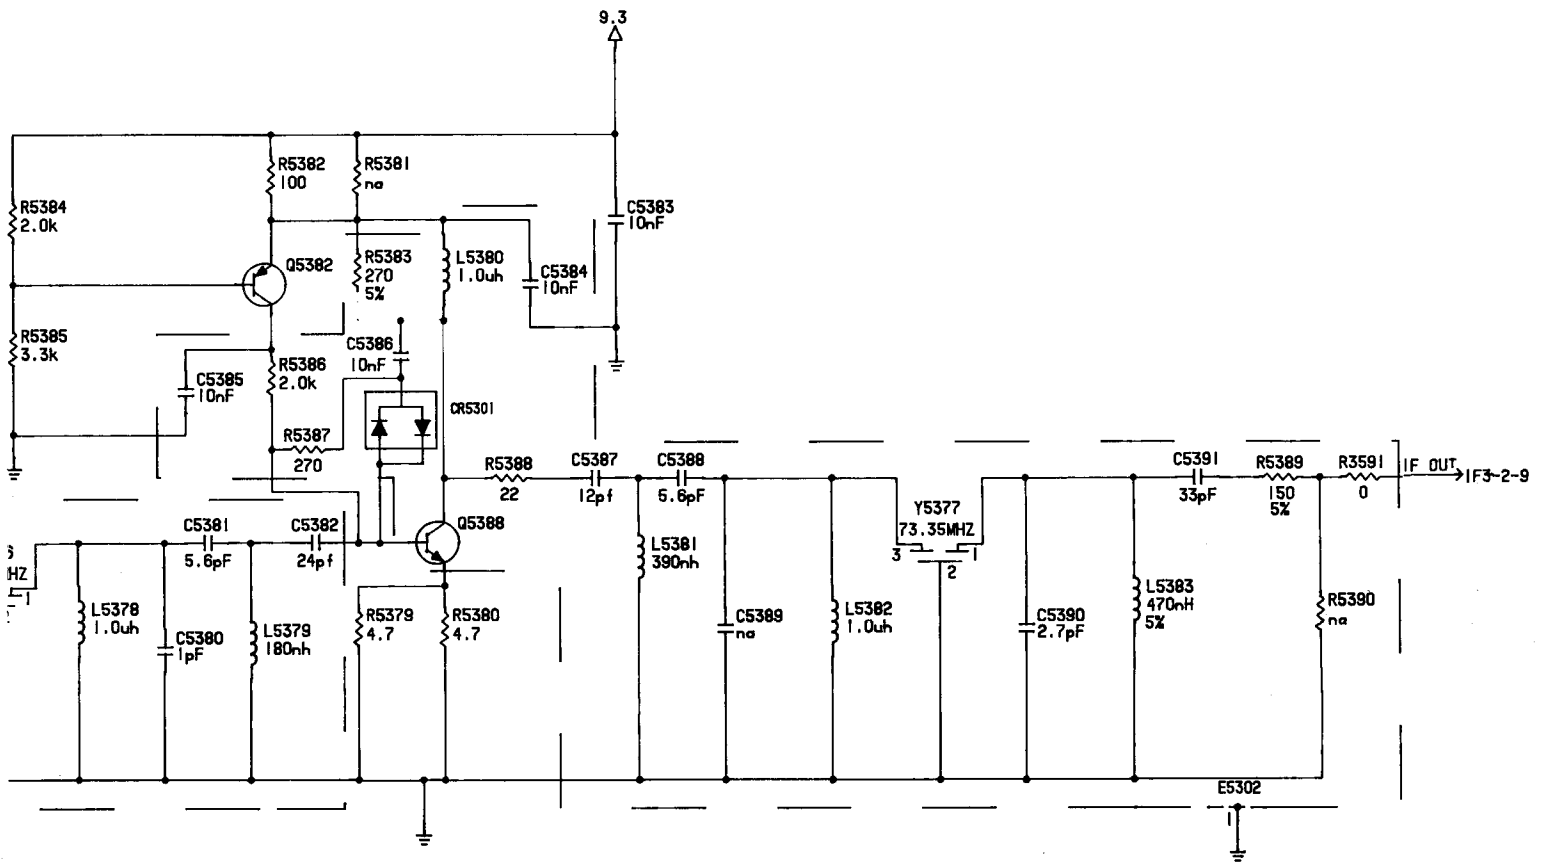 9.3
R5382
100
R5381
na
R5384
2.0k
C5383
10nF
Q5382
R5383
270
5%
L5380
1.0uh
C5384
10nF
R5385
3.3k
C5386
10nF
R5386
2.0k
C5385
10nF
CR5301
R5387
270
R5388
22
C5387
12pf
C5388
5.6pF
C5391
33pF
R5389
150
5%
R3591
0
IF OUT
IF3-2-9
Y5377
73.35MHZ
3
1
2
C5381
5.6pF
C5382
24pf
Q5388
L5381
390nh
6
HZ
1
2
L5378
1.0uh
C5380
1pF
L5379
180nh
R5379
4.7
R5380
4.7
C5389
na
L5382
1.0uh
C5390
2.7pF
L5383
470nH
5%
R5390
na
E5302
1